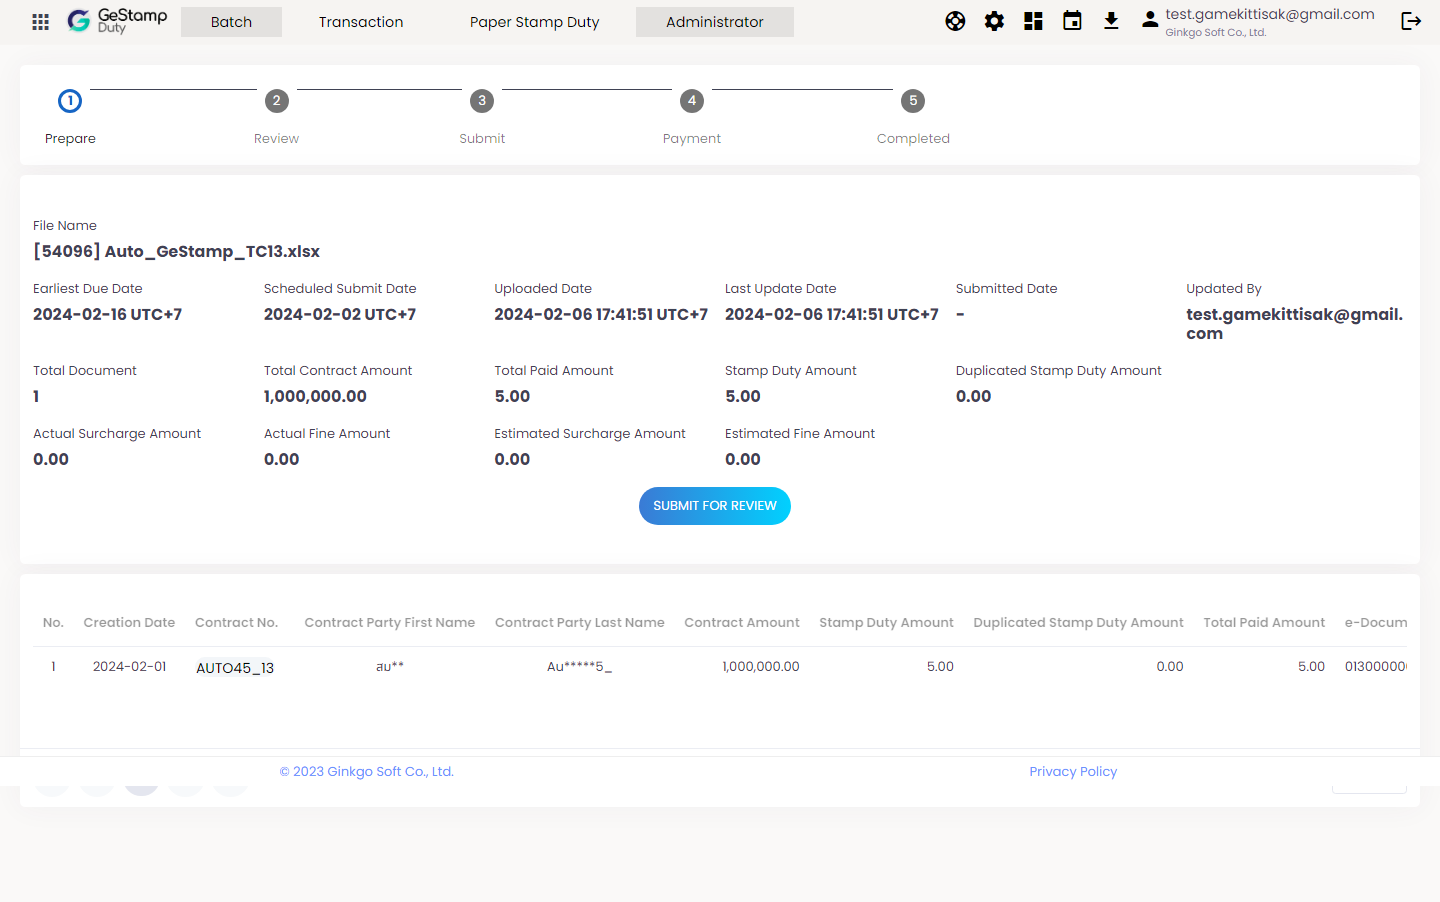 GeStamp
Duty
Batch
Transaction
Paper Stamp Duty
Administrator
test.gamekittisak@gmail.com
Ginkgo Soft Co., Ltd.
1
2
3
4
5
Prepare
Review
Submit
Payment
Completed
File Name
[54096] Auto_GeStamp_TC13.xlsx
Earliest Due Date
2024-02-16 UTC+7
Scheduled Submit Date
2024-02-02 UTC+7
Uploaded Date
2024-02-06 17:41:51 UTC+7
Last Update Date
2024-02-06 17:41:51 UTC+7
Submitted Date
-
Updated By
test.gamekittisak@gmail.
com
Total Document
1
Total Contract Amount
1,000,000.00
Total Paid Amount
5.00
Stamp Duty Amount
5.00
Duplicated Stamp Duty Amount
0.00
Actual Surcharge Amount
0.00
Actual Fine Amount
0.00
Estimated Surcharge Amount
0.00
Estimated Fine Amount
0.00
SUBMIT FOR REVIEW
No. Creation Date Contract No. Contract Party First Name Contract Party Last Name Contract Amount Stamp Duty Amount Duplicated Stamp Duty Amount Total Paid Amount e-Docum
1 2024-02-01 AUTO45_13 สม** Au*****5_ 1,000,000.00 5.00 0.00 5.00 013000000
© 2023 Ginkgo Soft Co., Ltd.
Privacy Policy